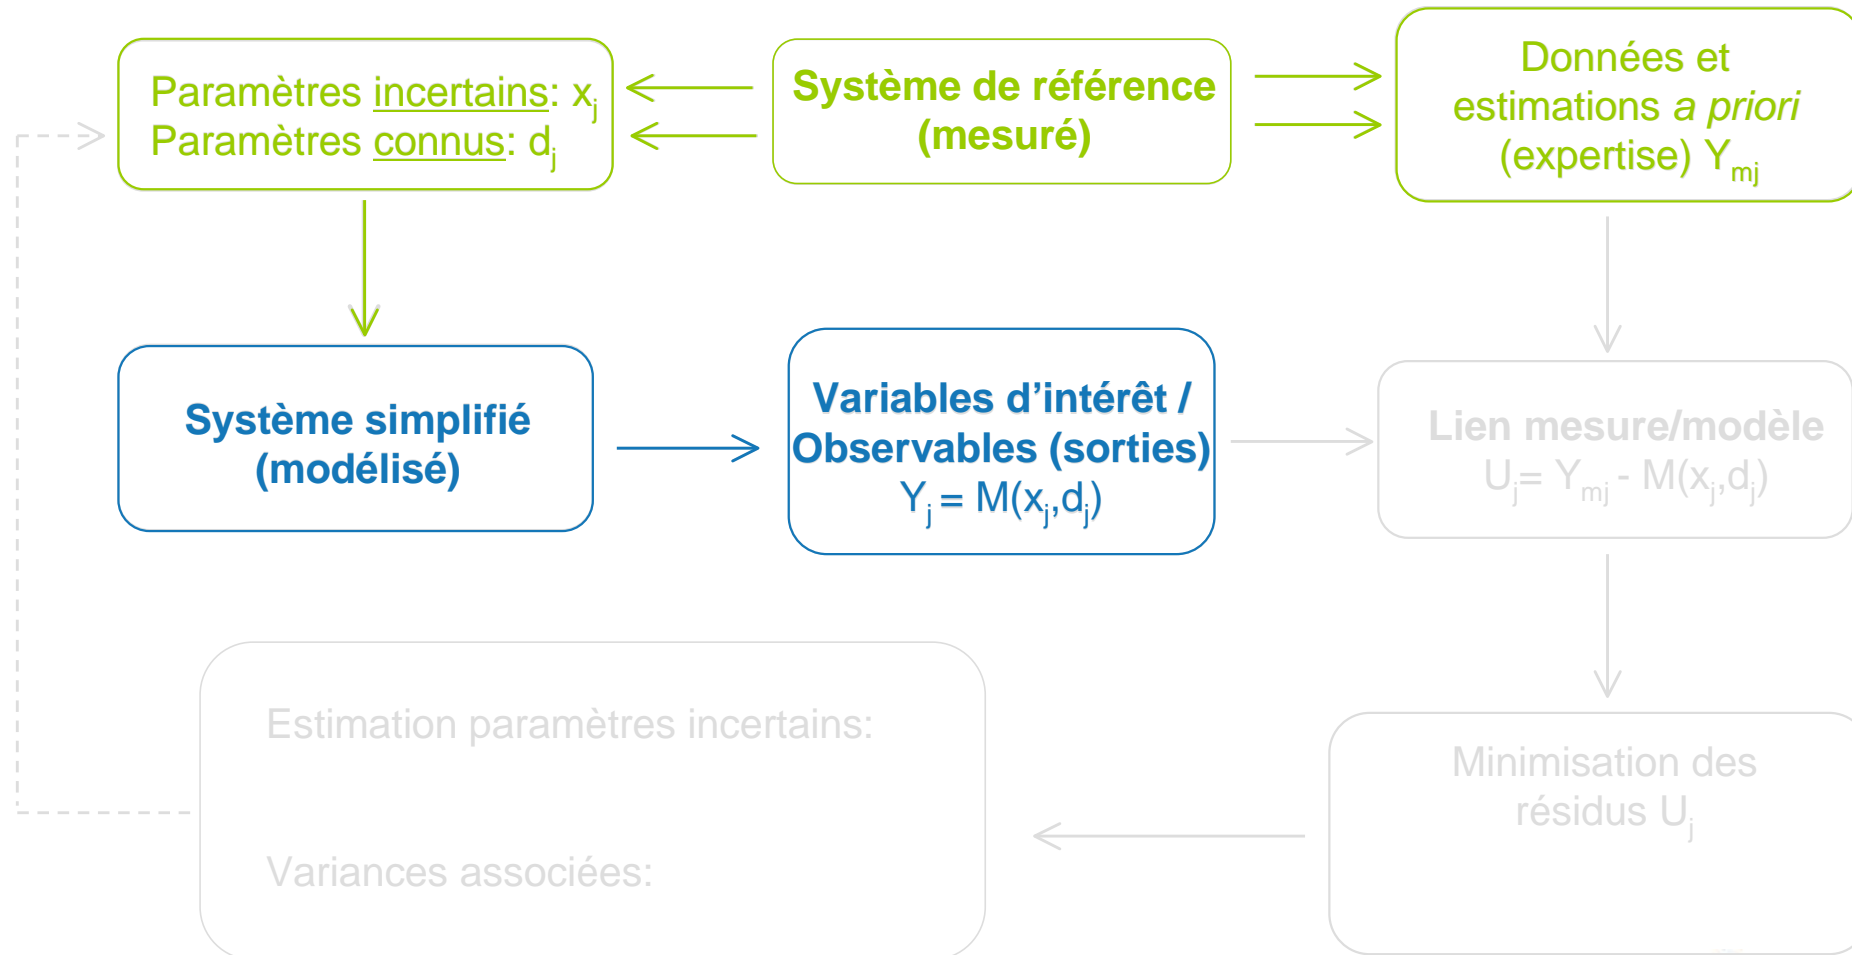 Paramètres incertains: xj
Paramètres connus: dj
Système de référence
(mesuré)
Données et
estimations a priori
(expertise) Ymj
Système simplifié
(modélisé)
Variables d’intérêt /
Observables (sorties)
Yj = M(xj,dj)
Lien mesure/modèle
Uj= Ymj - M(xj,dj)
Estimation paramètres incertains:
Variances associées:
Minimisation des
résidus Uj